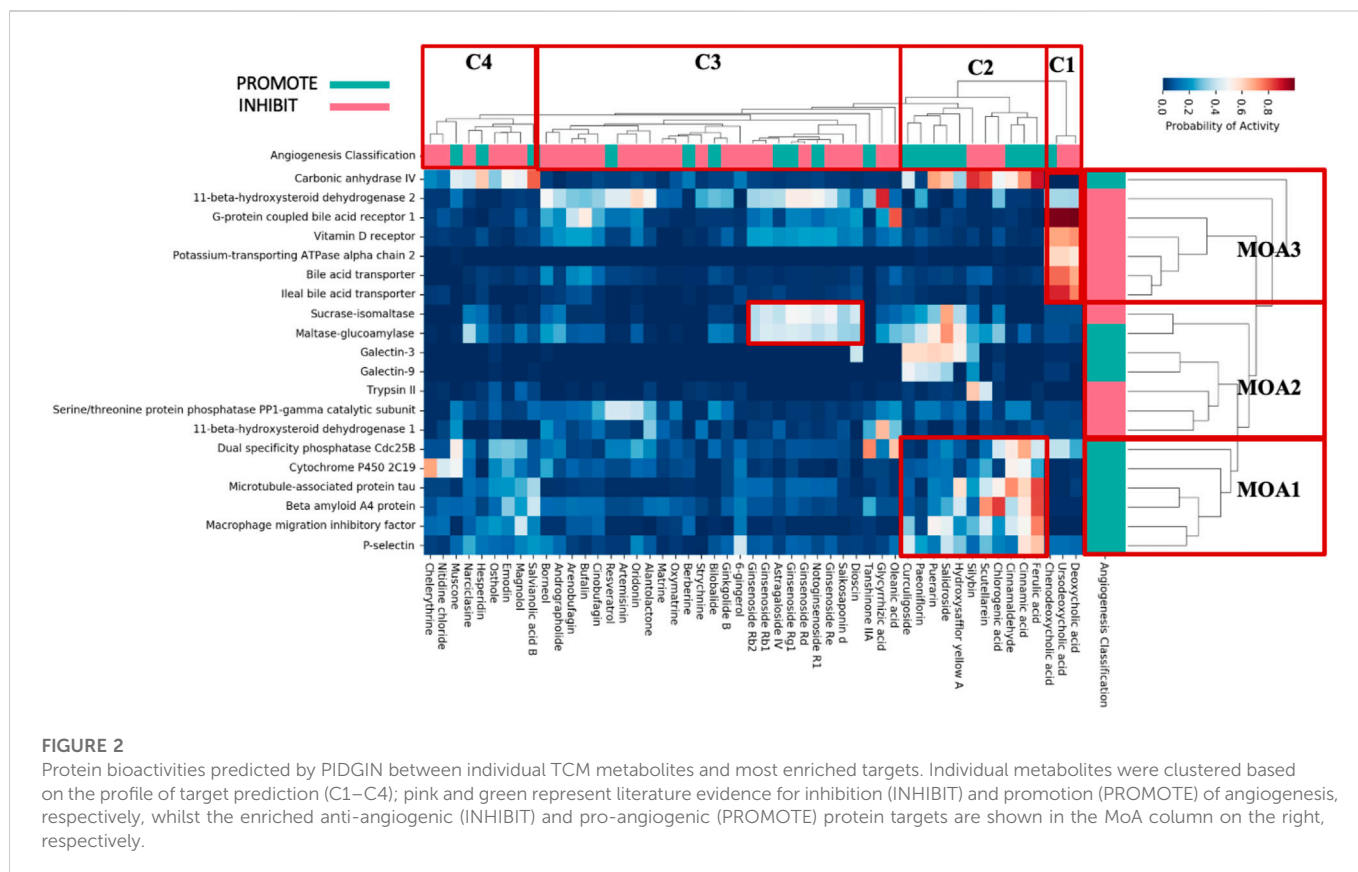 C4
C3
C2
C1
PROMOTE
INHIBIT
0.0
0.2
0.4
0.6
0.8
Probability of Activity
Angiogenesis Classification
Carbonic anhydrase IV
11-beta-hydroxysteroid dehydrogenase 2
G-protein coupled bile acid receptor 1
Vitamin D receptor
Potassium-transporting ATPase alpha chain 2
Bile acid transporter
Ileal bile acid transporter
Sucrase-isomaltase
Maltase-glucoamylase
Galectin-3
Galectin-9
Trypsin II
Serine/threonine protein phosphatase PP1-gamma catalytic subunit
11-beta-hydroxysteroid dehydrogenase 1
Dual specificity phosphatase Cdc25B
Cytochrome P450 2C19
Microtubule-associated protein tau
Beta amyloid A4 protein
Macrophage migration inhibitory factor
P-selectin
MOA3
MOA2
MOA1
Chelerythrine
Nitidine chloride
Muscone
Narciclasine
Hesperidin
Osthole
Emodin
Magnolol
Salvianolic acid B
Borneol
Andrographolide
Arenobufagin
Bufalin
Cinobufagin
Resveratrol
Artemisinin
Oridonin
Alantolactone
Matrine
Oxymatrine
Berberine
Strychnine
Bilobalide
Ginkgolide B
6-gingerol
Ginsenoside Rb2
Ginsenoside Rb1
Astragaloside IV
Ginsenoside Rg1
Ginsenoside Rd
Notoginsenoside R1
Ginsenoside Re
Saikosaponin d
Dioscin
Tanshinone IIA
Glycyrrhizic acid
Oleanic acid
Curculigoside
Paeoniflorin
Puerarin
Salidroside
Hydroxysafflor yellow A
Silybin
Scutellarein
Chlorogenic acid
Cinnamaldehyde
Cinnamic acid
Ferulic acid
Chenodeoxycholic acid
Ursodeoxycholic acid
Deoxycholic acid
Angiogenesis Classification
FIGURE 2
Protein bioactivities predicted by PIDGIN between individual TCM metabolites and most enriched targets. Individual metabolites were clustered based
on the profile of target prediction (C1–C4); pink and green represent literature evidence for inhibition (INHIBIT) and promotion (PROMOTE) of angiogenesis,
respectively, whilst the enriched anti-angiogenic (INHIBIT) and pro-angiogenic (PROMOTE) protein targets are shown in the MoA column on the right,
respectively.